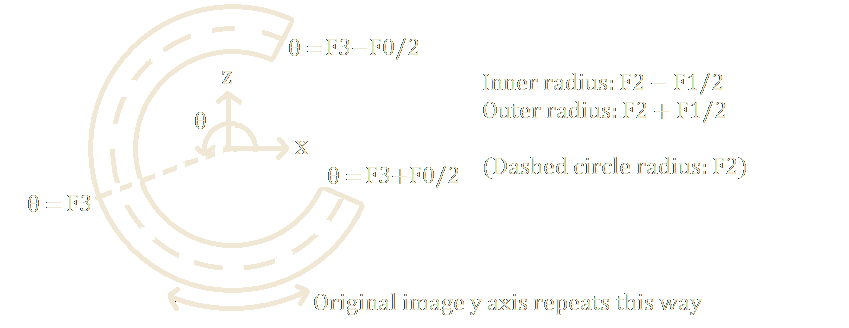 θ = F3−F0/2
z
Inner radius: F2 − F1/2
Outer radius: F2 + F1/2
θ
x
(Dashed circle radius: F2)
θ = F3+F0/2
θ = F3
Original image y axis repeats this way